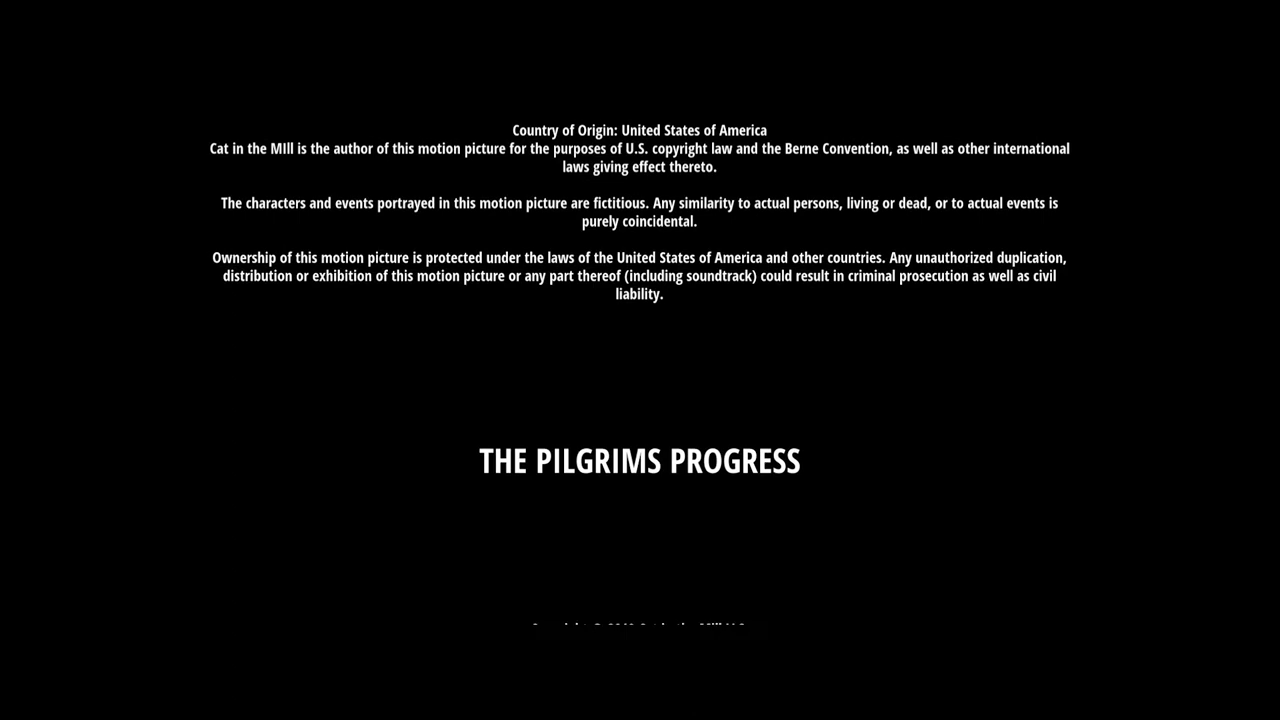 Country of Origin: United States of America
Cat in the MIll is the author of this motion picture for the purposes of U.S. copyright law and the Berne Convention, as well as other international
laws giving effect thereto.
The characters and events portrayed in this motion picture are fictitious. Any similarity to actual persons, living or dead, or to actual events is
purely coincidental.
Ownership of this motion picture is protected under the laws of the United States of America and other countries. Any unauthorized duplication,
distribution or exhibition of this motion picture or any part thereof (including soundtrack) could result in criminal prosecution as well as civil
liability.
THE PILGRIMS PROGRESS